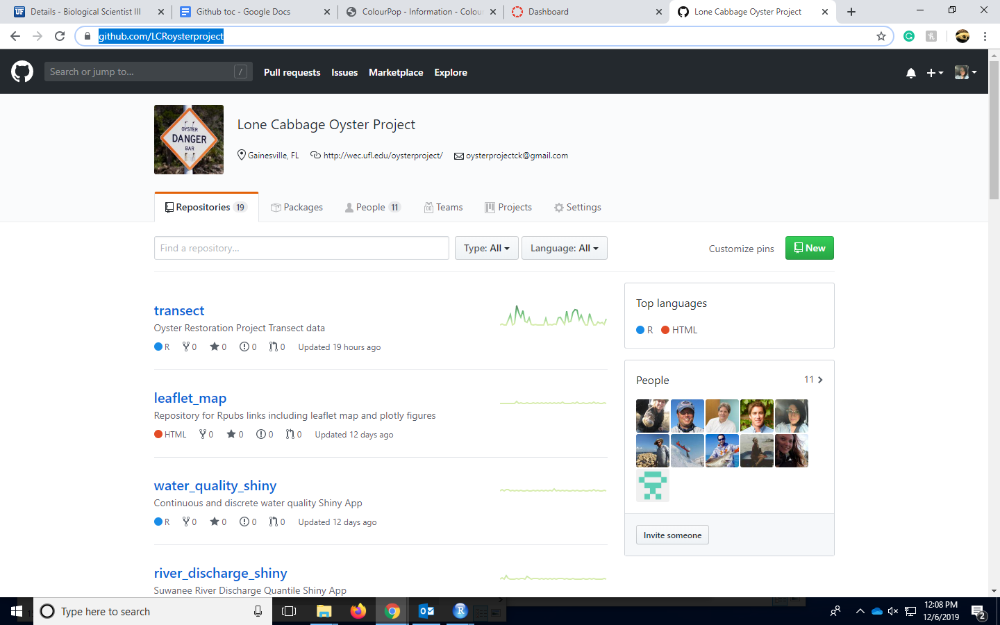 Details - Biological Scientist III
Github toc - Google Docs
ColourPop - Information - Colou
Dashboard
Lone Cabbage Oyster Project
github.com/LCRoysterproject
Search or jump to...
/
Pull requests Issues Marketplace Explore
OYSTER
DANGER
BAR
Lone Cabbage Oyster Project
Gainesville, FL http://wec.ufl.edu/oysterproject/ oysterprojectck@gmail.com
Repositories 19 Packages People 11 Teams Projects Settings
Find a repository... Type: All Language: All Customize pins New
transect
Oyster Restoration Project Transect data
R 0 0 0 0 Updated 19 hours ago
leaflet_map
Repository for Rpubs links including leaflet map and plotly figures
HTML 0 0 0 0 Updated 12 days ago
water_quality_shiny
Continuous and discrete water quality Shiny App
R 0 0 0 0 Updated 12 days ago
river_discharge_shiny
Suwanee River Discharge Quantile Shiny App
Top languages
R HTML
People 11
Invite someone
Type here to search
12:08 PM
12/6/2019
2